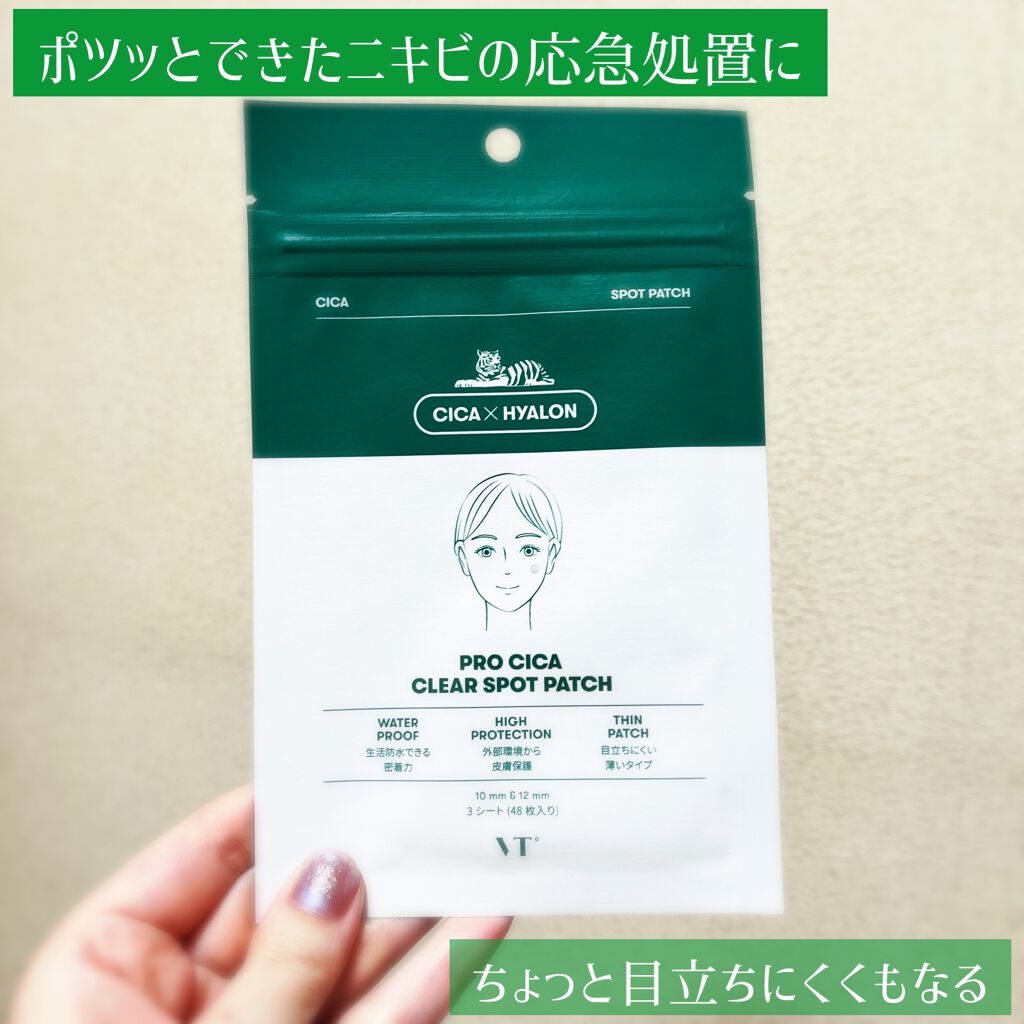 ポツッとできたニキビの応急処置に
CICA
SPOT PATCH
CICA×HYALON
PRO CICA
CLEAR SPOT PATCH
WATER
PROOF
生活防水できる
密着力
HIGH
PROTECTION
外部環境から
皮膚保護
THIN
PATCH
目立ちにくい
薄いタイプ
10 mm & 12 mm
3 シート (48 枚入り)
VT
ちょっと目立ちにくくもなる